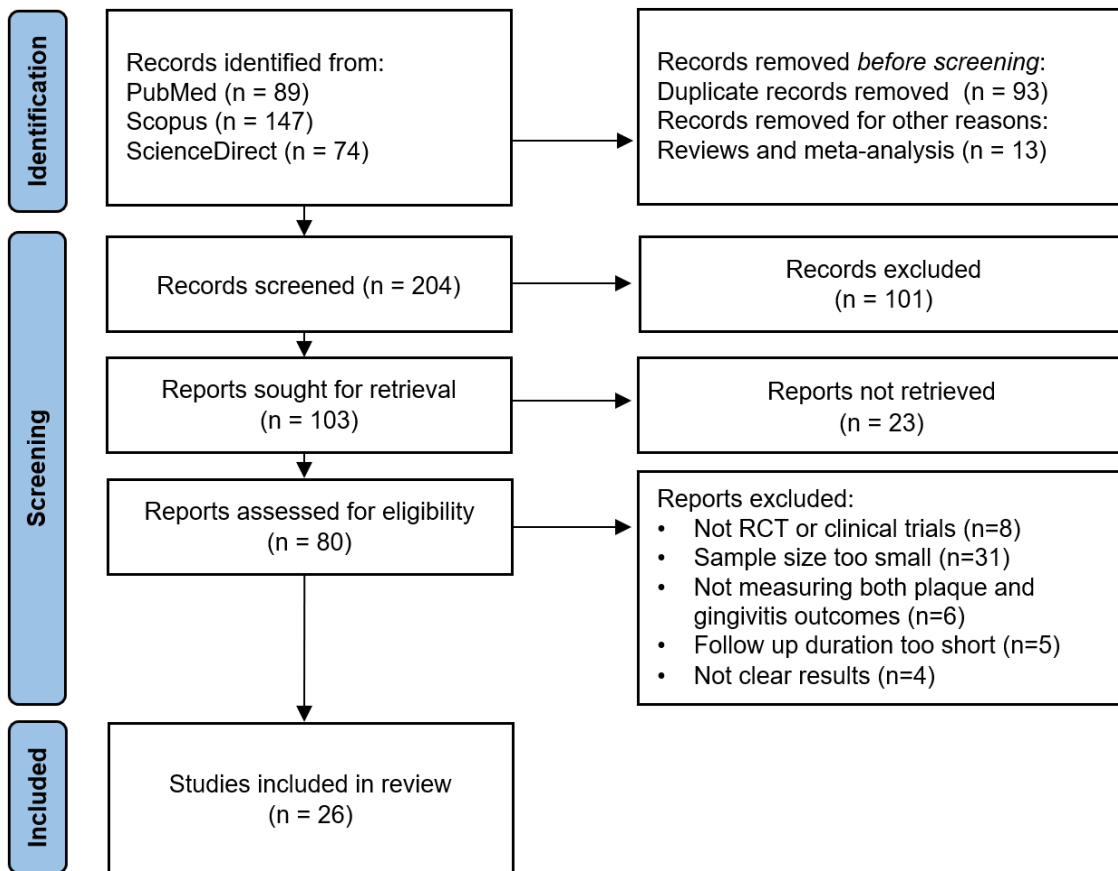 Identification
Records identified from:
PubMed (n = 89)
Scopus (n = 147)
ScienceDirect (n = 74)
Records removed before screening:
Duplicate records removed  (n = 93)
Records removed for other reasons:
Reviews and meta-analysis (n = 13)
Screening
Records screened (n = 204)
Records excluded
(n = 101)
Reports sought for retrieval
(n = 103)
Reports not retrieved
(n = 23)
Reports assessed for eligibility
(n = 80)
Reports excluded:
• Not RCT or clinical trials (n=8)
• Sample size too small (n=31)
• Not measuring both plaque and
gingivitis outcomes (n=6)
• Follow up duration too short (n=5)
• Not clear results (n=4)
Included
Studies included in review
(n = 26)